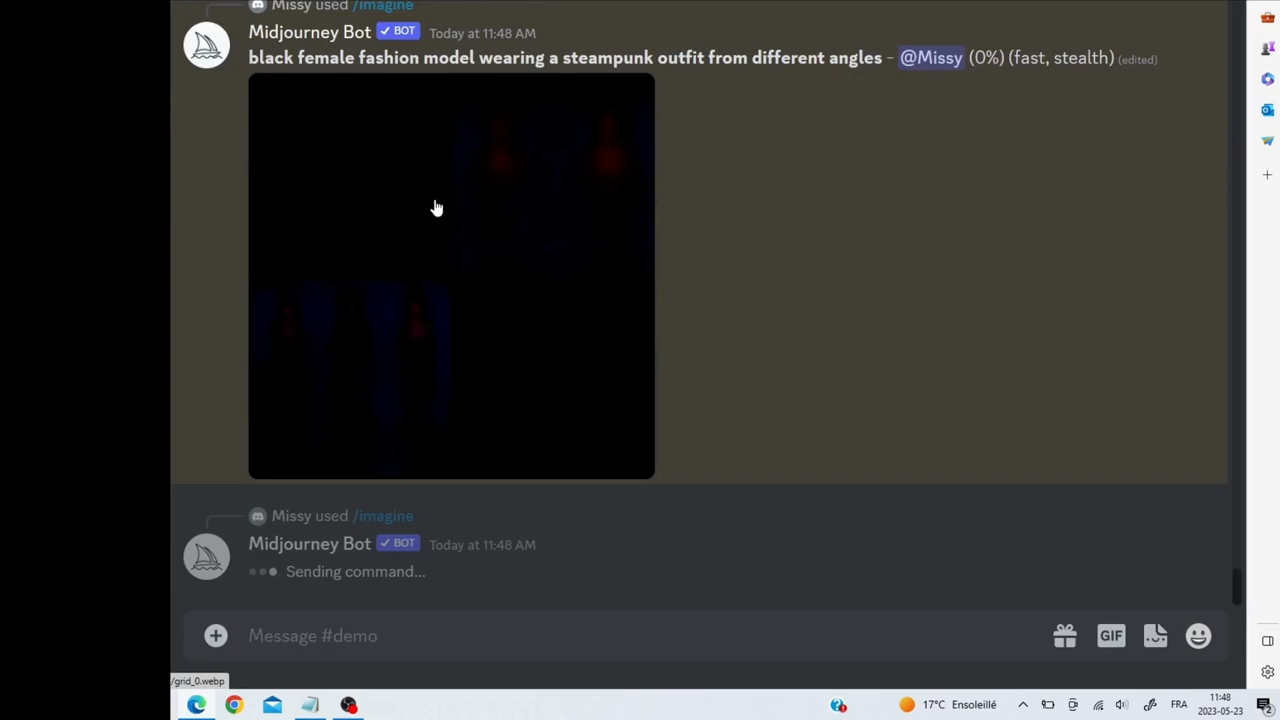 Missy used /imagine
Midjourney Bot ✓ BOT Today at 11:48 AM
black female fashion model wearing a steampunk outfit from different angles - @Missy (0%) (fast, stealth) (edited)
Missy used /imagine
Midjourney Bot ✓ BOT Today at 11:48 AM
Sending command...
Message #demo
GIF
/grid_0.webp
17°C Ensoleillé
FRA
11:48
2023-05-23
2